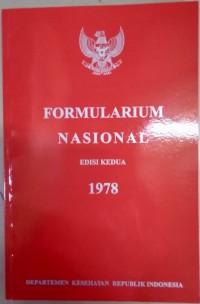 FORMULARIUM
NASIONAL
EDISI KEDUA
1978
DEPARTEMEN KESEHATAN REPUBLIK INDONESIA